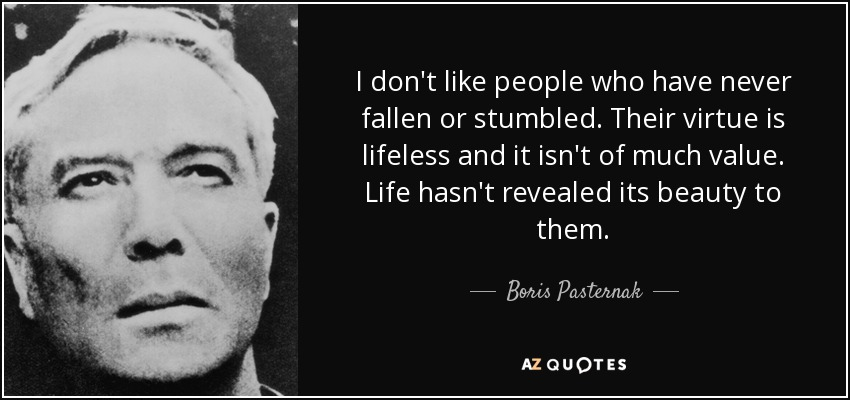 I don't like people who have never
fallen or stumbled. Their virtue is
lifeless and it isn't of much value.
Life hasn't revealed its beauty to
them.
Boris Pasternak
AZ QUOTES